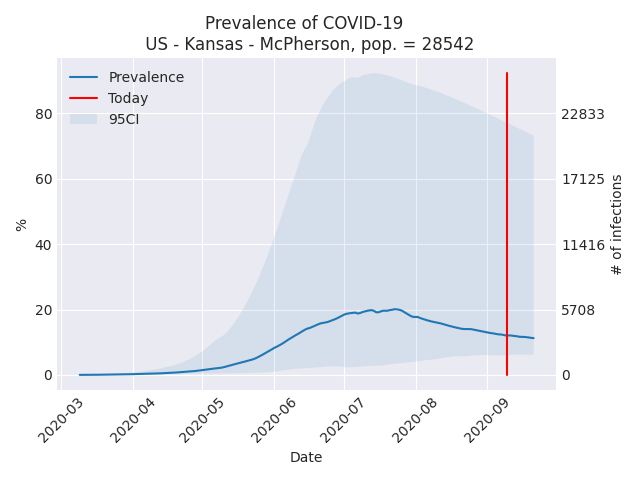 Prevalence of COVID-19
US - Kansas - McPherson, pop. = 28542
Prevalence
Today
95CI
80
60
40
20
0
%
22833
17125
11416
5708
0
# of infections
2020-03
2020-04
2020-05
2020-06
2020-07
2020-08
2020-09
Date